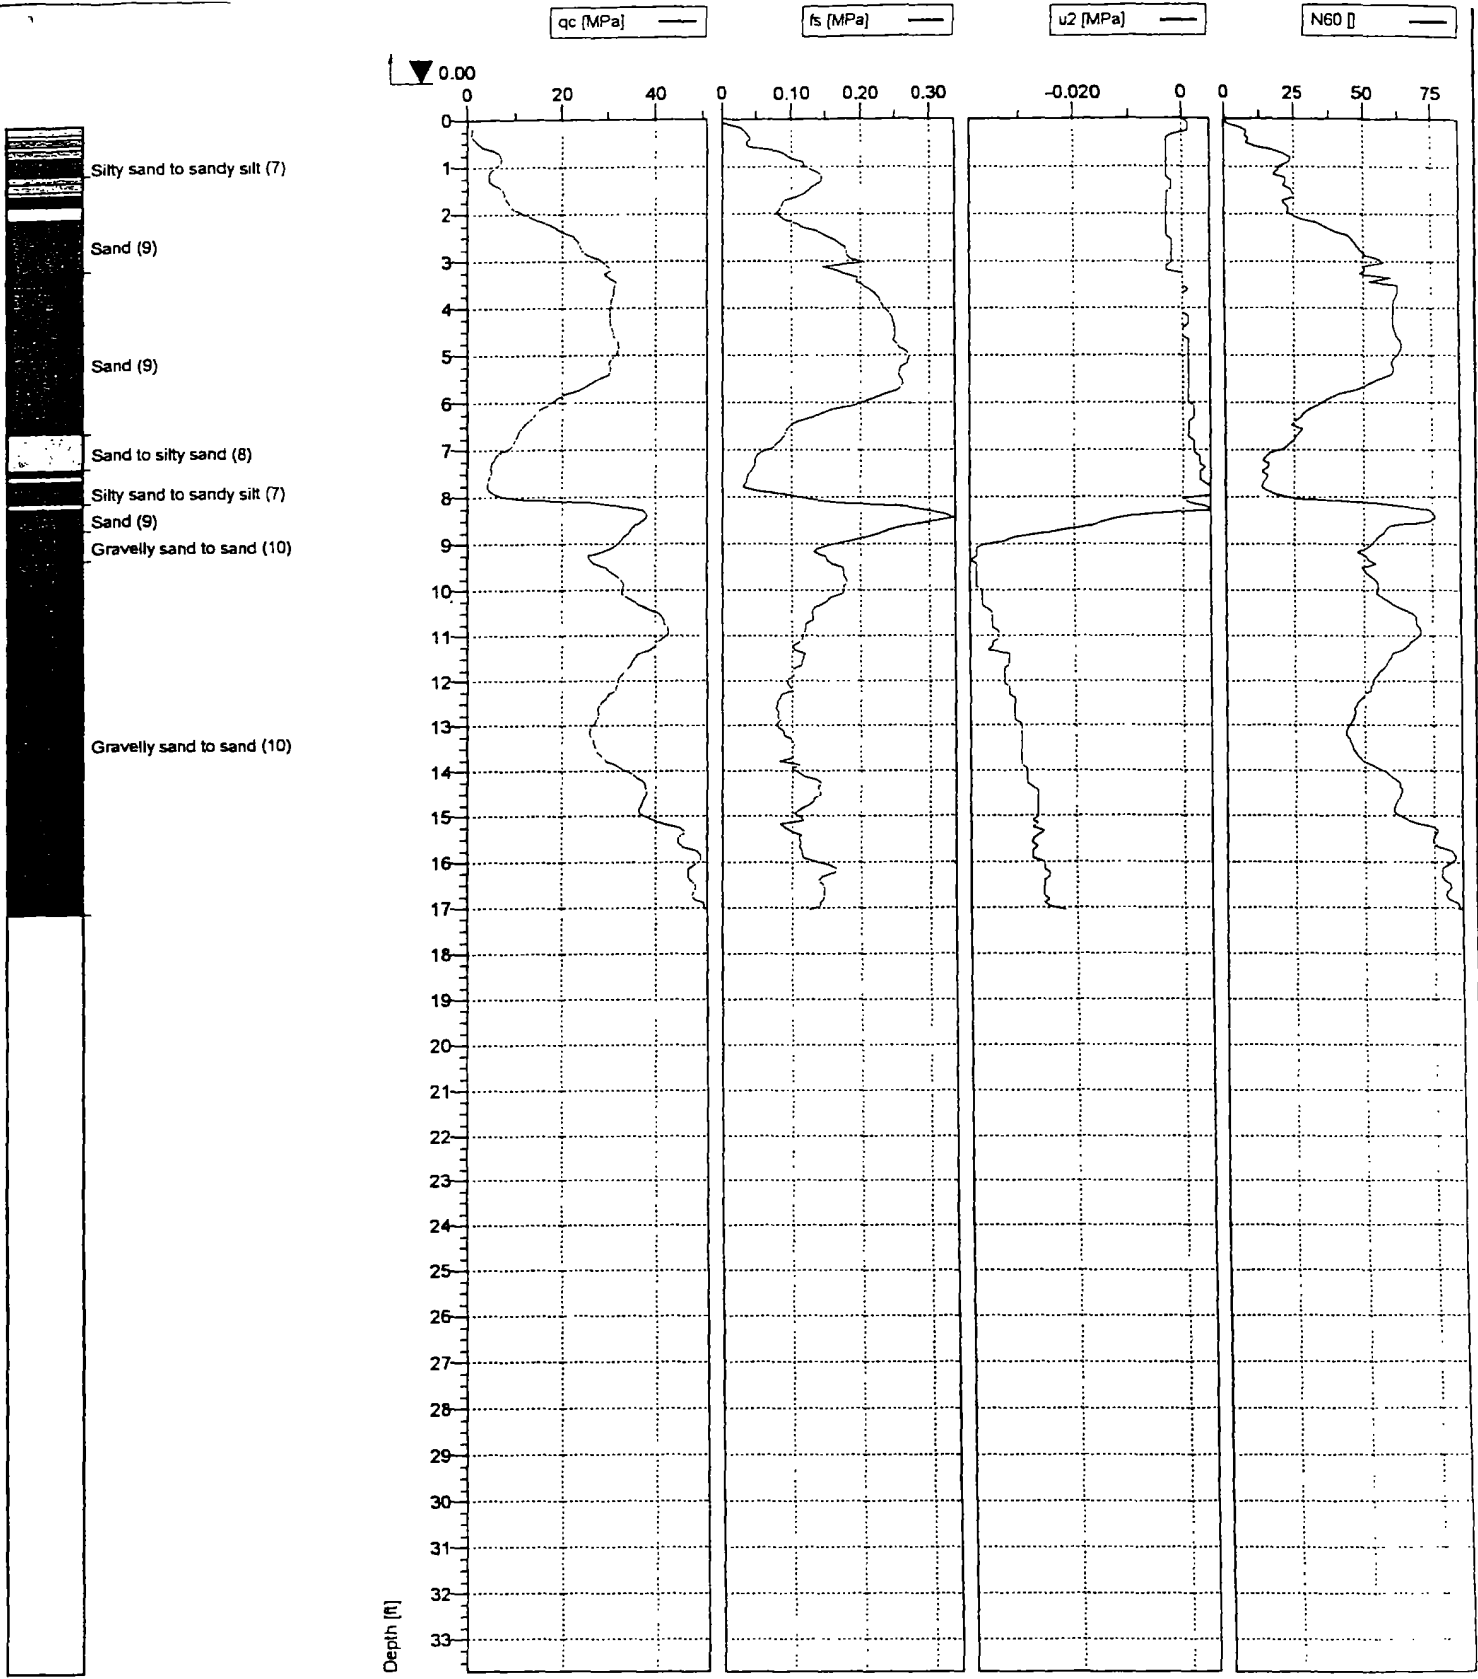 qc [MPa]
fs [MPa]
u2 [MPa]
N60 []
0.00
0 20 40
0 0.10 0.20 0.30
-0.020 0
0 25 50 75
0
1
Silty sand to sandy silt (7)
2
Sand (9)
3
4
5
Sand (9)
6
7
Sand to silty sand (8)
Silty sand to sandy silt (7)
8
Sand (9)
9
Gravelly sand to sand (10)
10
11
12
13
Gravelly sand to sand (10)
14
15
16
17
18
19
20
21
22
23
24
25
26
27
28
29
30
31
32
33
Depth [ft]